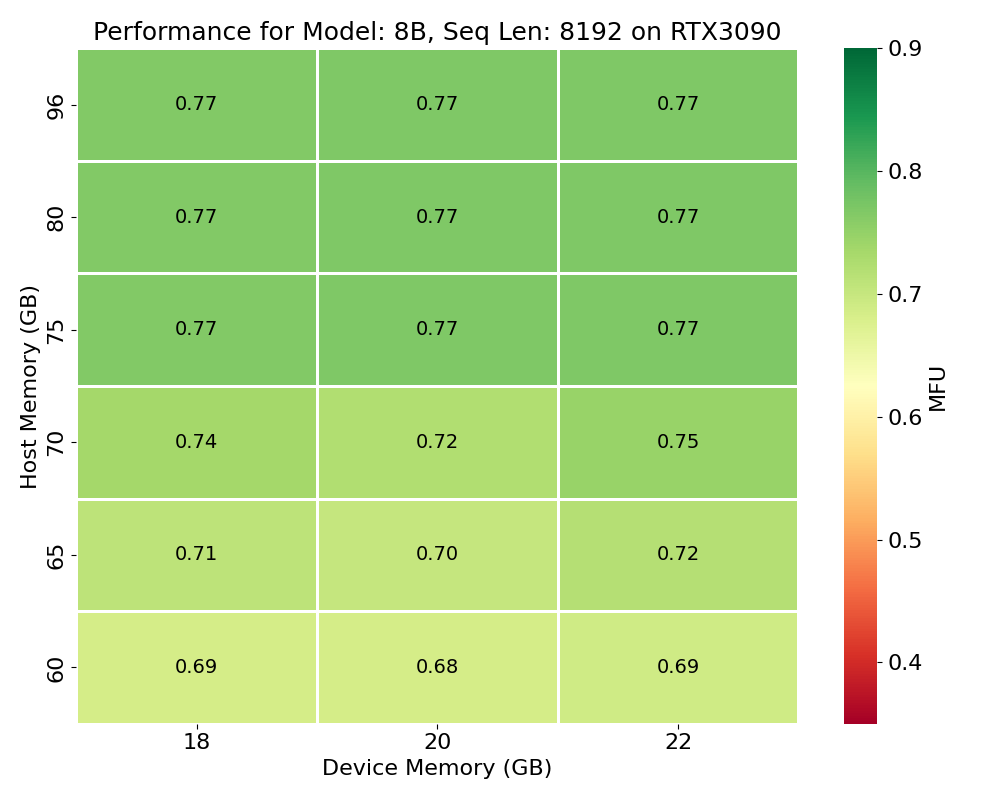 Performance for Model: 8B, Seq Len: 8192 on RTX3090
Host Memory (GB)
96 0.77 0.77 0.77
80 0.77 0.77 0.77
75 0.77 0.77 0.77
70 0.74 0.72 0.75
65 0.71 0.70 0.72
60 0.69 0.68 0.69
18 20 22
Device Memory (GB)
0.9
0.8
0.7
0.6
0.5
0.4
MFU